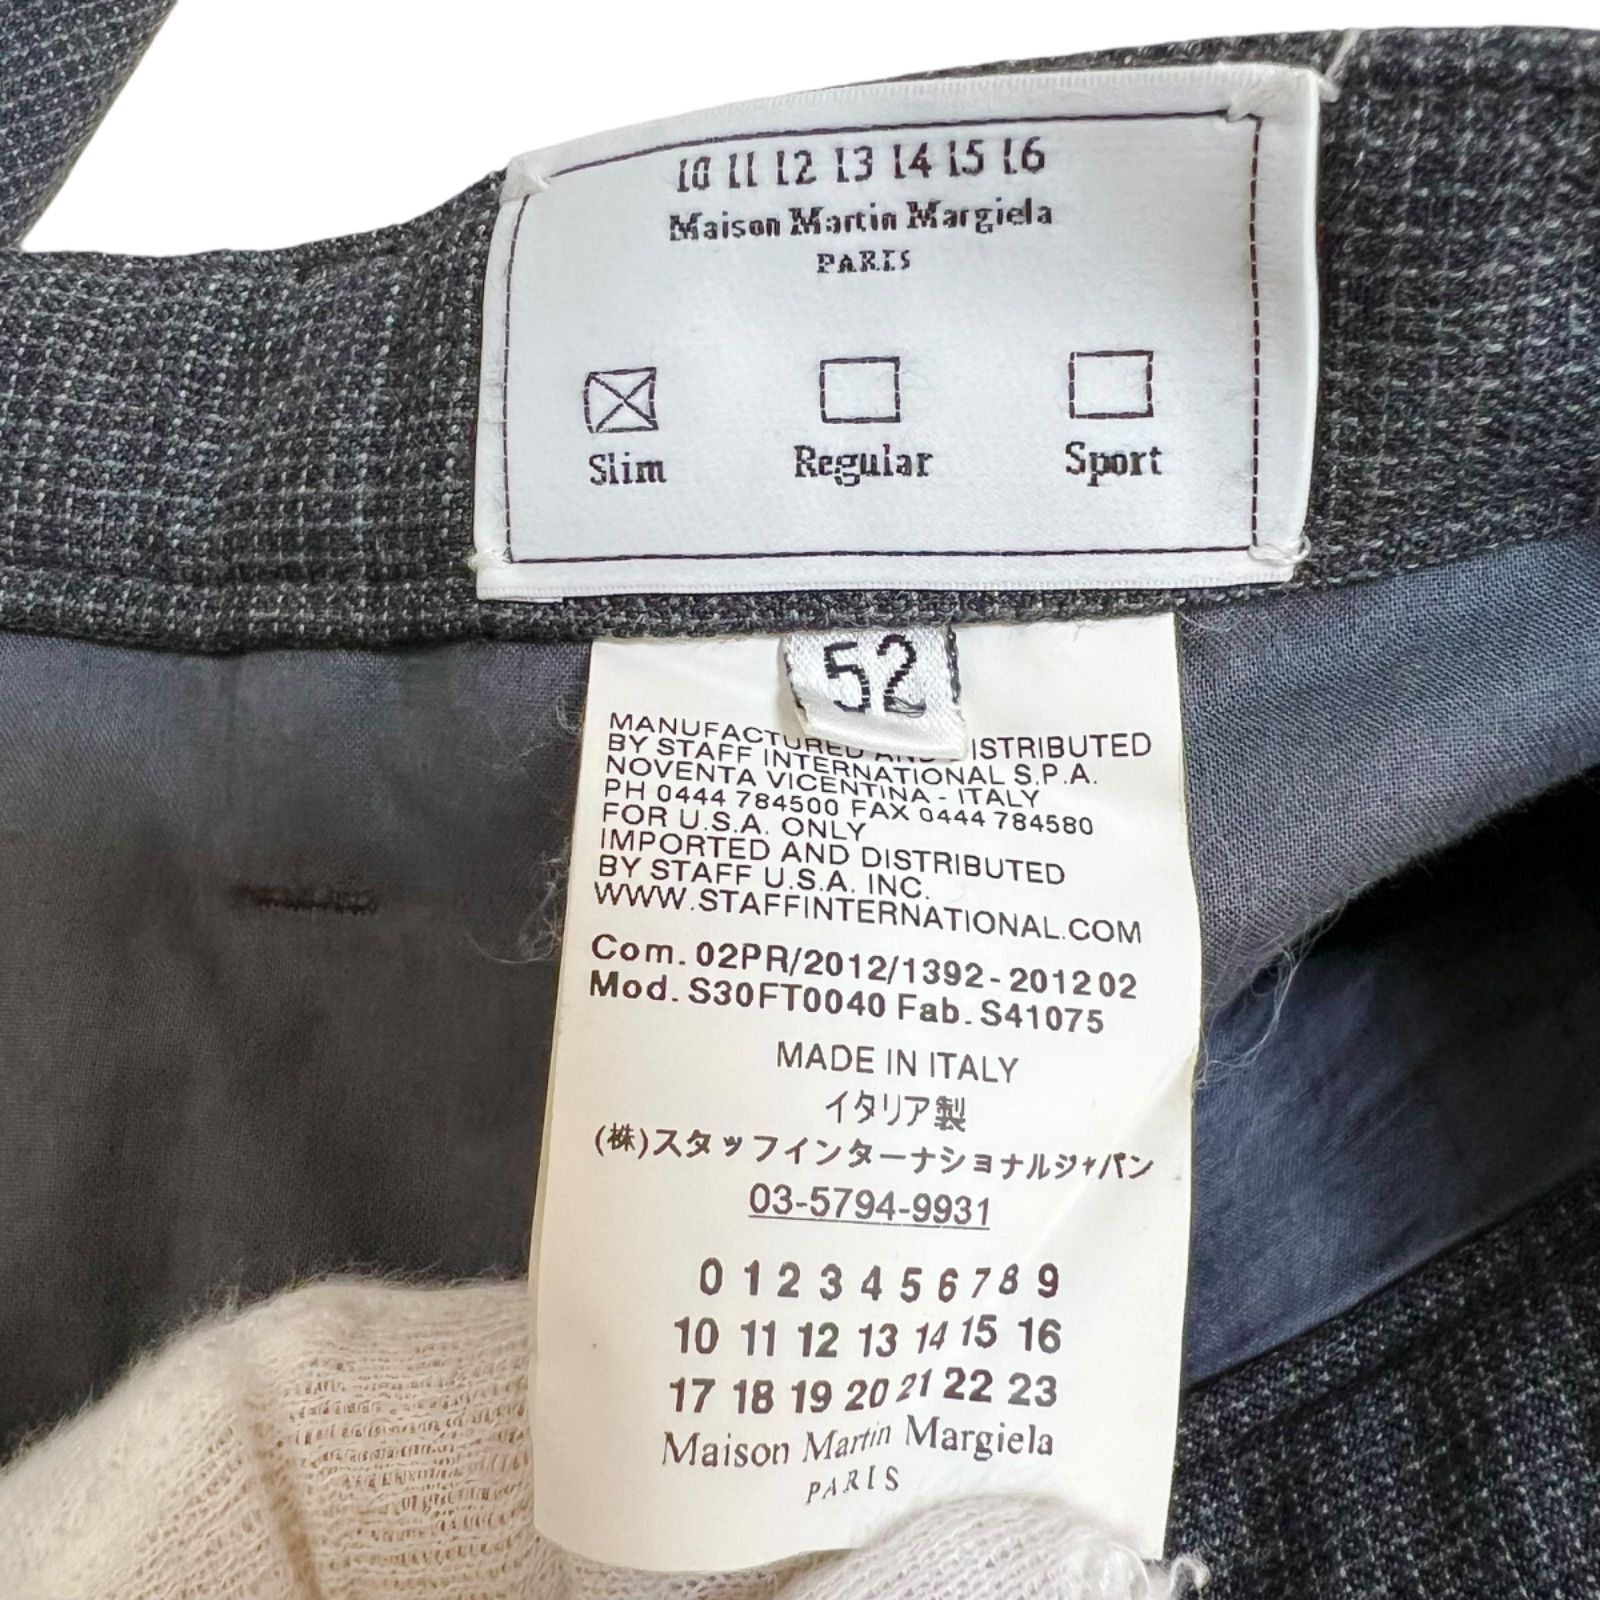 10 11 12 13 14 15 16
Maison Martin Margiela
PARIS
Slim Regular Sport
52
MANUFACTURED AND DISTRIBUTED
BY STAFF INTERNATIONAL S.P.A.
NOVENTA VICENTINA - ITALY
PH 0444 784500 FAX 0444 784580
FOR U.S.A. ONLY
IMPORTED AND DISTRIBUTED
BY STAFF U.S.A. INC.
WWW.STAFFINTERNATIONAL.COM
Com. 02PR/2012/1392-201202
Mod. S30FT0040 Fab. S41075
MADE IN ITALY
イタリア製
(株)スタッフインターナショナルジャパン
03-5794-9931
0 1 2 3 4 5 6 7 8 9
10 11 12 13 14 15 16
17 18 19 20 21 22 23
Maison Martin Margiela
PARIS